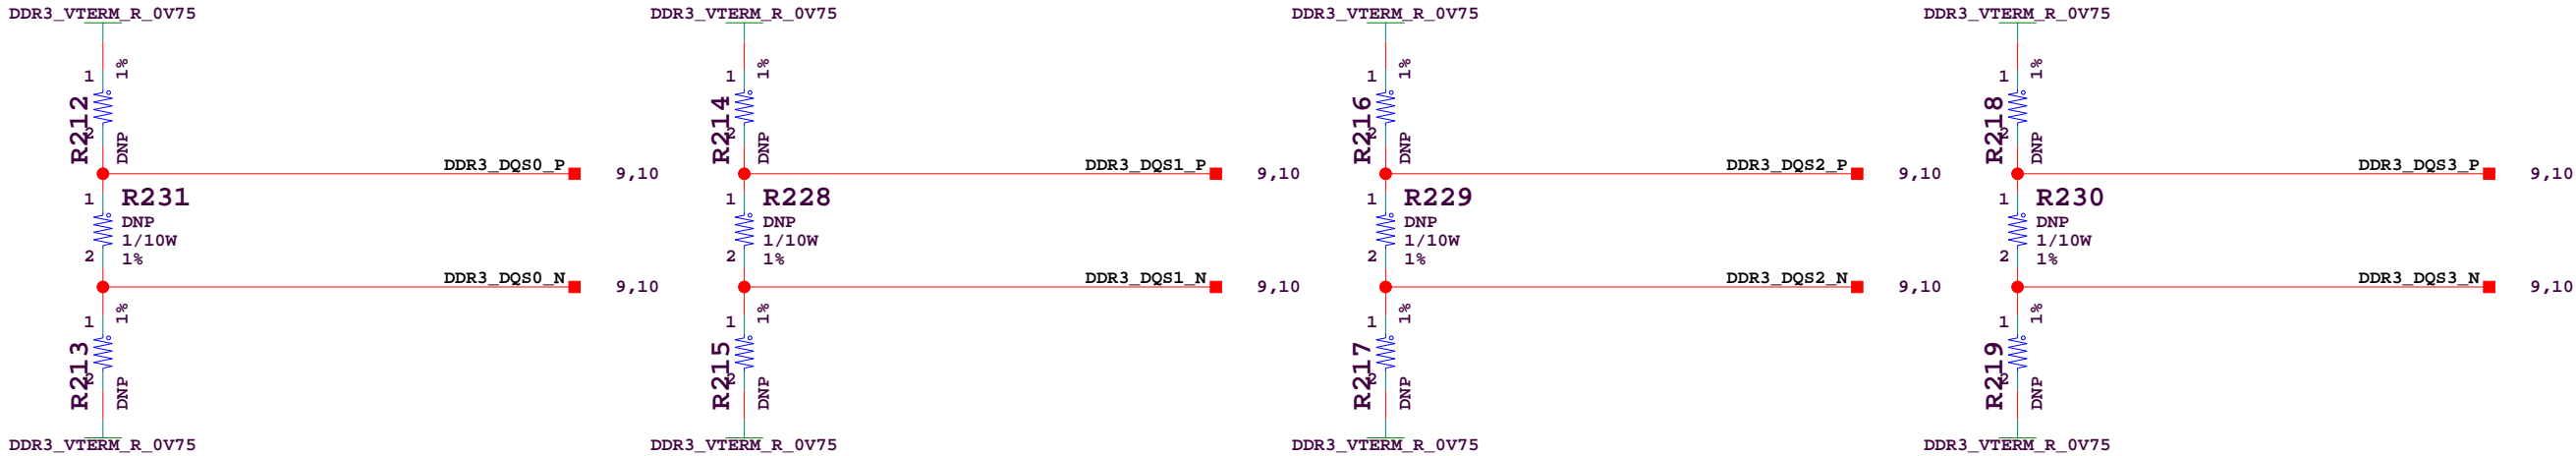 DDR3_VTERM_R_0V75
1
1%
R212
2
DNP
DDR3_DQS0_P
9,10
1
R231
DNP
1/10W
2
1%
DDR3_DQS0_N
9,10
1
1%
R213
2
DNP
DDR3_VTERM_R_0V75
DDR3_VTERM_R_0V75
1
1%
R214
2
DNP
DDR3_DQS1_P
9,10
1
R228
DNP
1/10W
2
1%
DDR3_DQS1_N
9,10
1
1%
R215
2
DNP
DDR3_VTERM_R_0V75
DDR3_VTERM_R_0V75
1
1%
R216
2
DNP
DDR3_DQS2_P
9,10
1
R229
DNP
1/10W
2
1%
DDR3_DQS2_N
9,10
1
1%
R217
2
DNP
DDR3_VTERM_R_0V75
DDR3_VTERM_R_0V75
1
1%
R218
2
DNP
DDR3_DQS3_P
9,10
1
R230
DNP
1/10W
2
1%
DDR3_DQS3_N
9,10
1
1%
R219
2
DNP
DDR3_VTERM_R_0V75